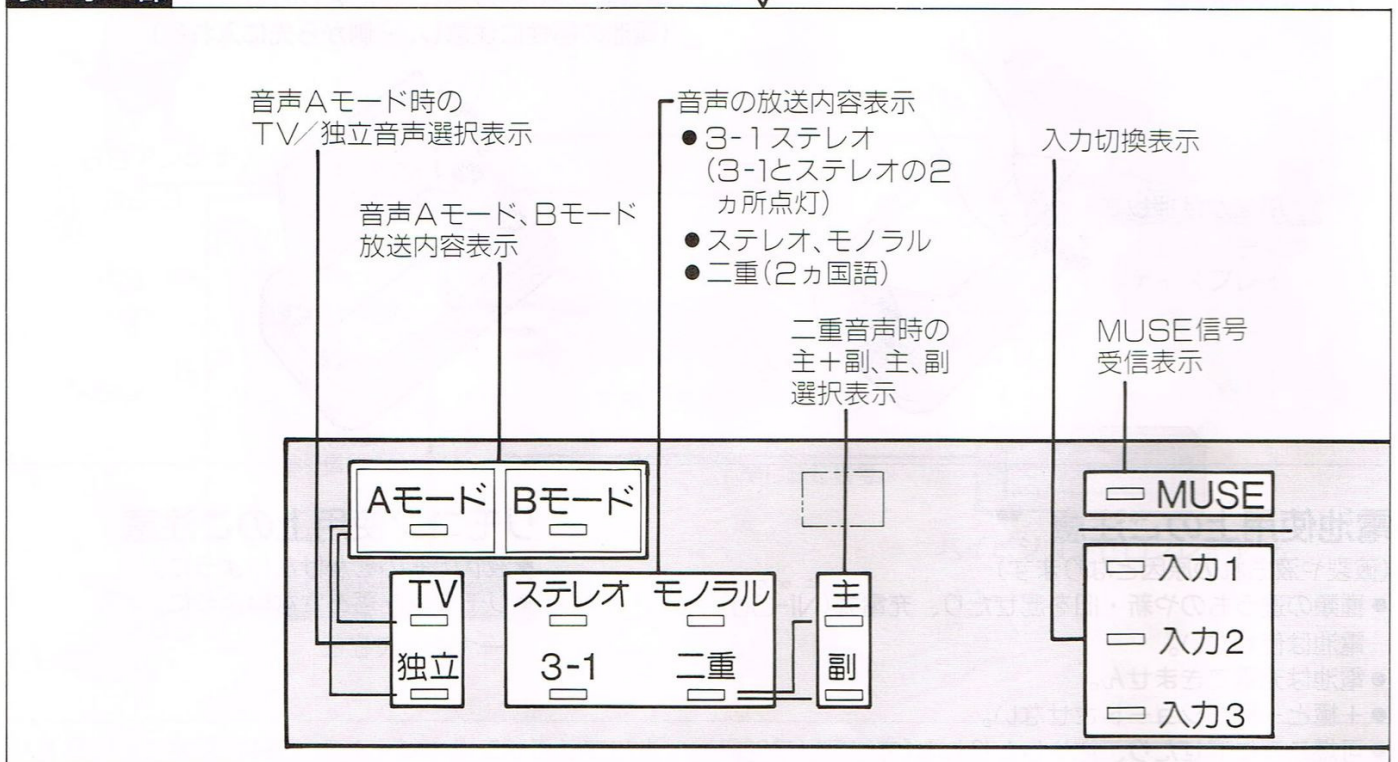 音声Aモード時の
TV／独立音声選択表示
音声Aモード、Bモード
放送内容表示
音声の放送内容表示
●3-1ステレオ
(3-1とステレオの2
ヵ所点灯)
●ステレオ、モノラル
●二重(2ヵ国語)
二重音声時の
主＋副、主、副
選択表示
入力切換表示
MUSE信号
受信表示
Aモード Bモード
TV ステレオ モノラル 主
独立 3-1 二重 副
MUSE
入力1
入力2
入力3